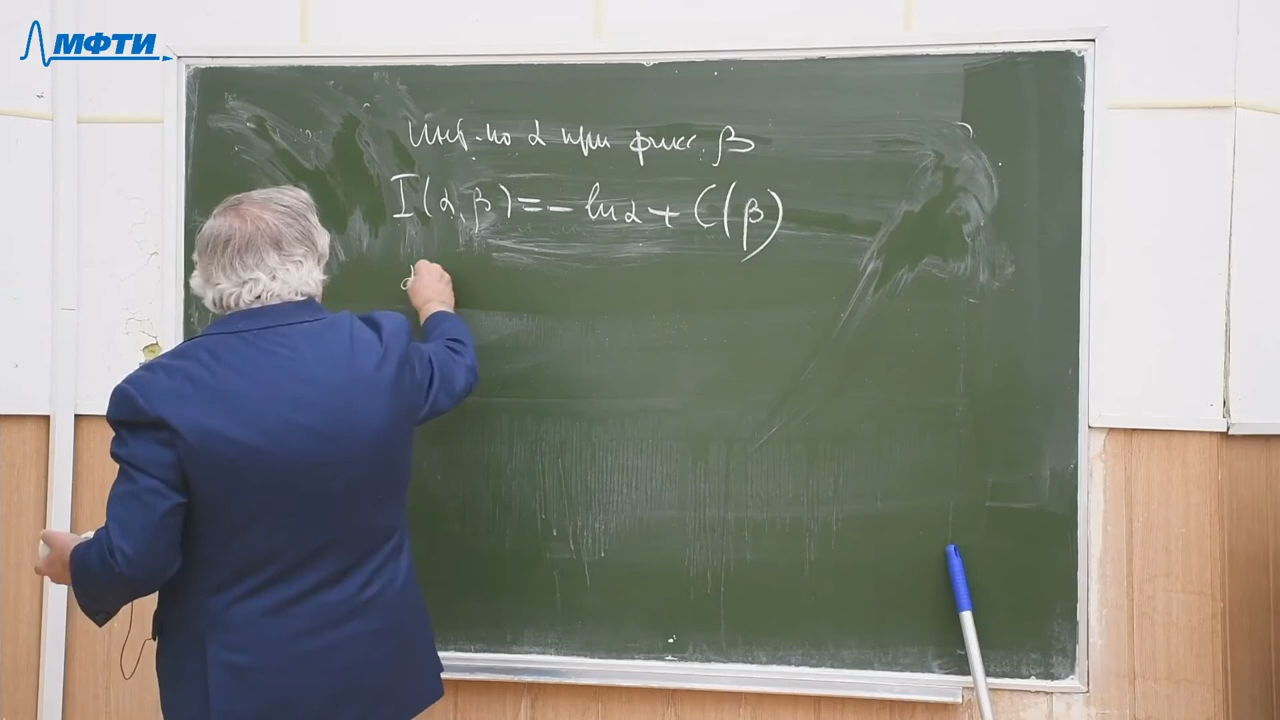 МФТИ
Инт. по α при фикс. β
I(α, β) = - ln α + C(β)